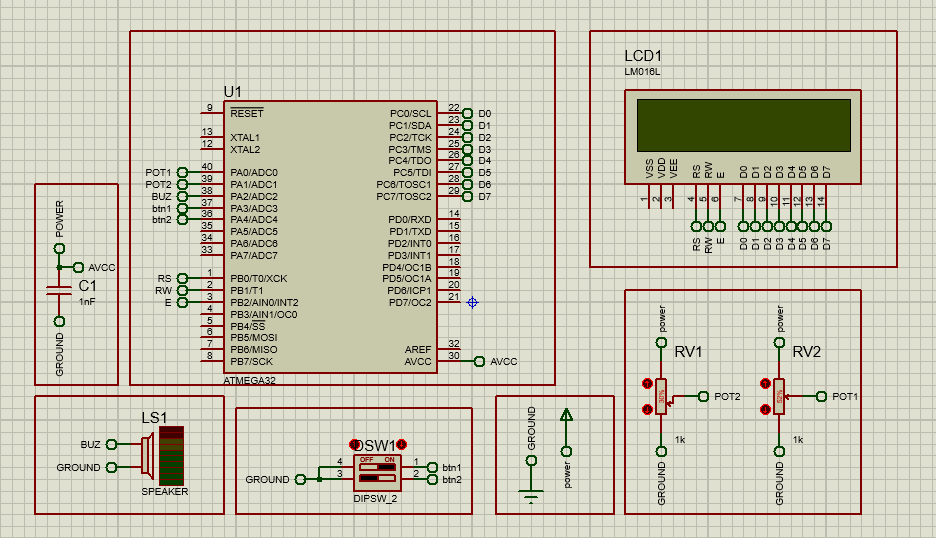 U1
9 RESET
13 XTAL1
12 XTAL2
POT1 40 PA0/ADC0
POT2 39 PA1/ADC1
BUZ 38 PA2/ADC2
btn1 37 PA3/ADC3
btn2 36 PA4/ADC4
35 PA5/ADC5
34 PA6/ADC6
33 PA7/ADC7
RS 1 PB0/T0/XCK
RW 2 PB1/T1
E 3 PB2/AIN0/INT2
4 PB3/AIN1/OC0
5 PB4/SS
6 PB5/MOSI
7 PB6/MISO
8 PB7/SCK
PC0/SCL 22 D0
PC1/SDA 23 D1
PC2/TCK 24 D2
PC3/TMS 25 D3
PC4/TDO 26 D4
PC5/TDI 27 D5
PC6/TOSC1 28 D6
PC7/TOSC2 29 D7
PD0/RXD 14
PD1/TXD 15
PD2/INT0 16
PD3/INT1 17
PD4/OC1B 18
PD5/OC1A 19
PD6/ICP1 20
PD7/OC2 21
AREF 32
AVCC 30 AVCC
ATMEGA32
LCD1
LM016L
VSS VDD VEE RS RW E D0 D1 D2 D3 D4 D5 D6 D7
1 2 3 4 5 6 7 8 9 10 11 12 13 14
RS RW E D0 D1 D2 D3 D4 D5 D6 D7
POWER
AVCC
C1
1nF
GROUND
LS1
BUZ
GROUND
SPEAKER
DSW1
OFF ON
4 1 btn1
GROUND 3 2 btn2
DIPSW_2
GROUND
power
power
RV1
POT2
1k
GROUND
power
RV2
POT1
1k
GROUND